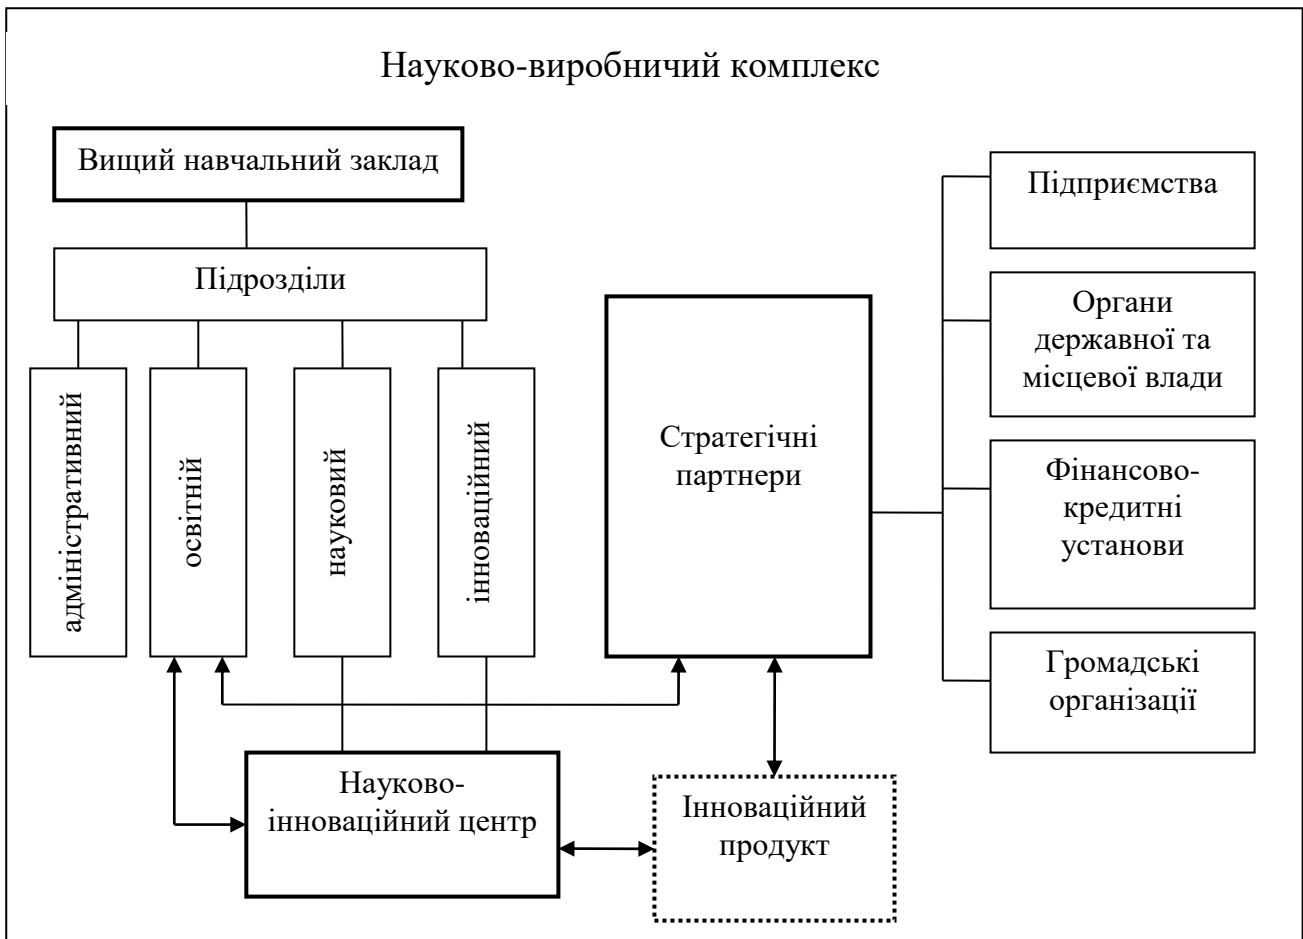 Науково-виробничий комплекс
Вищий навчальний заклад
Підрозділи
адміністративний
освітній
науковий
інноваційний
Стратегічні
партнери
Підприємства
Органи
державної та
місцевої влади
Фінансово-
кредитні
установи
Громадські
організації
Науково-
інноваційний центр
Інноваційний
продукт